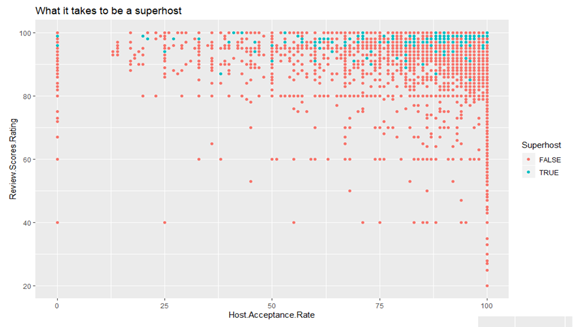 What it takes to be a superhost
100
80
60
40
20
Review.Scores.Rating
0
25
50
75
100
Host.Acceptance.Rate
Superhost
FALSE
TRUE